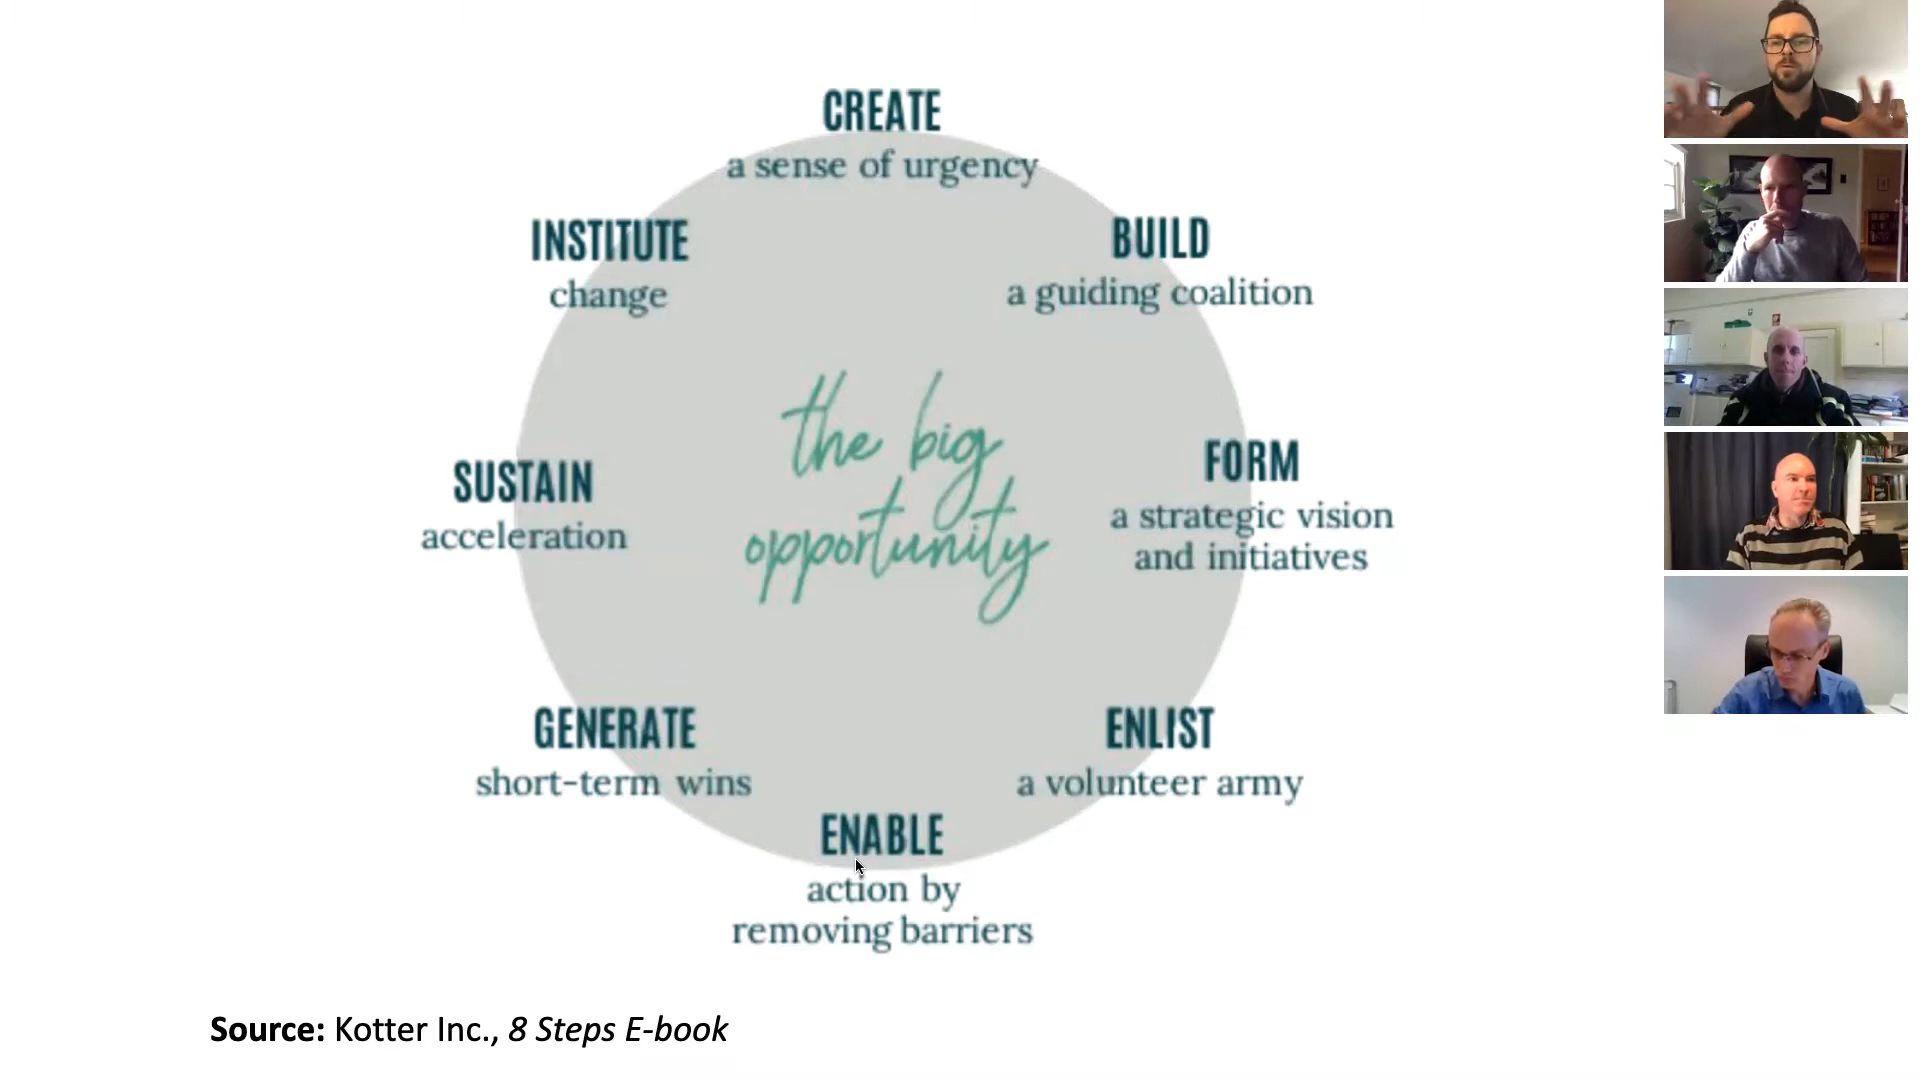 CREATE
a sense of urgency
BUILD
a guiding coalition
FORM
a strategic vision
and initiatives
ENLIST
a volunteer army
ENABLE
action by
removing barriers
GENERATE
short-term wins
SUSTAIN
acceleration
INSTITUTE
change
the big
opportunity
Source: Kotter Inc., 8 Steps E-book